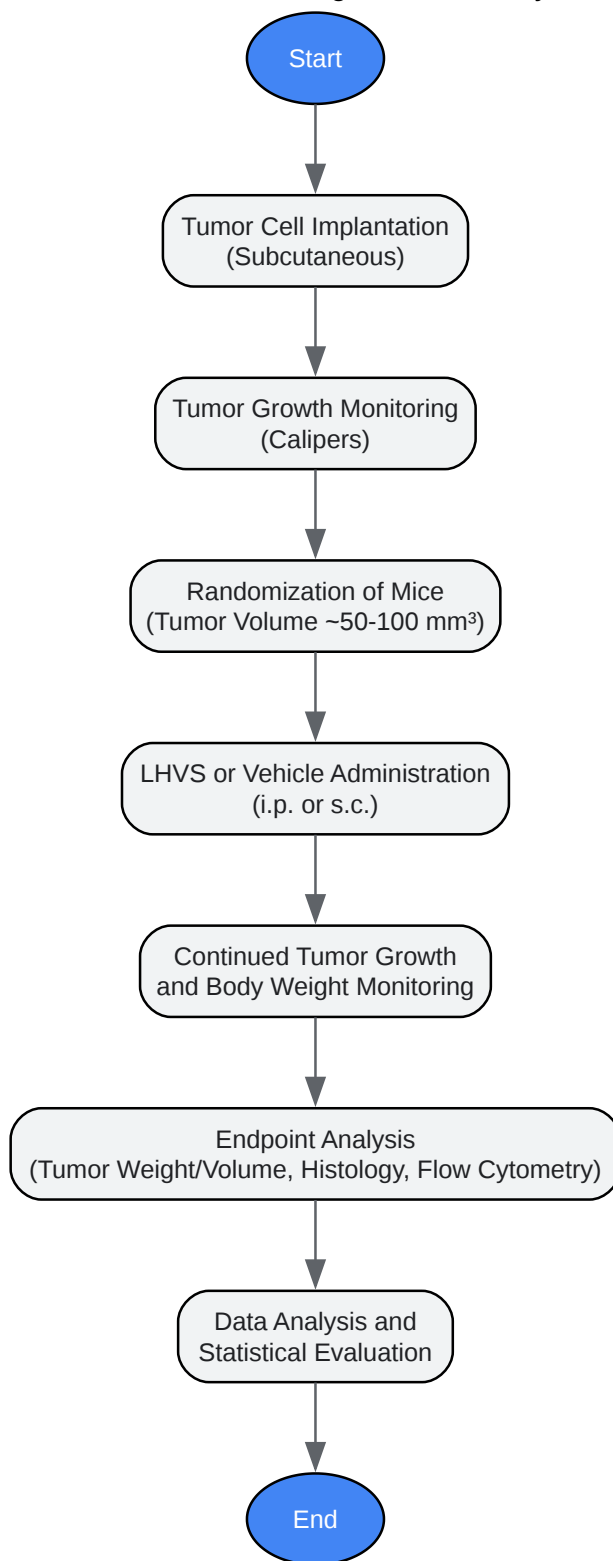 Start
Tumor Cell Implantation
(Subcutaneous)
Tumor Growth Monitoring
(Calipers)
Randomization of Mice
(Tumor Volume ~50-100 mm³)
LHVS or Vehicle Administration
(i.p. or s.c.)
Continued Tumor Growth
and Body Weight Monitoring
Endpoint Analysis
(Tumor Weight/Volume, Histology, Flow Cytometry)
Data Analysis and
Statistical Evaluation
End